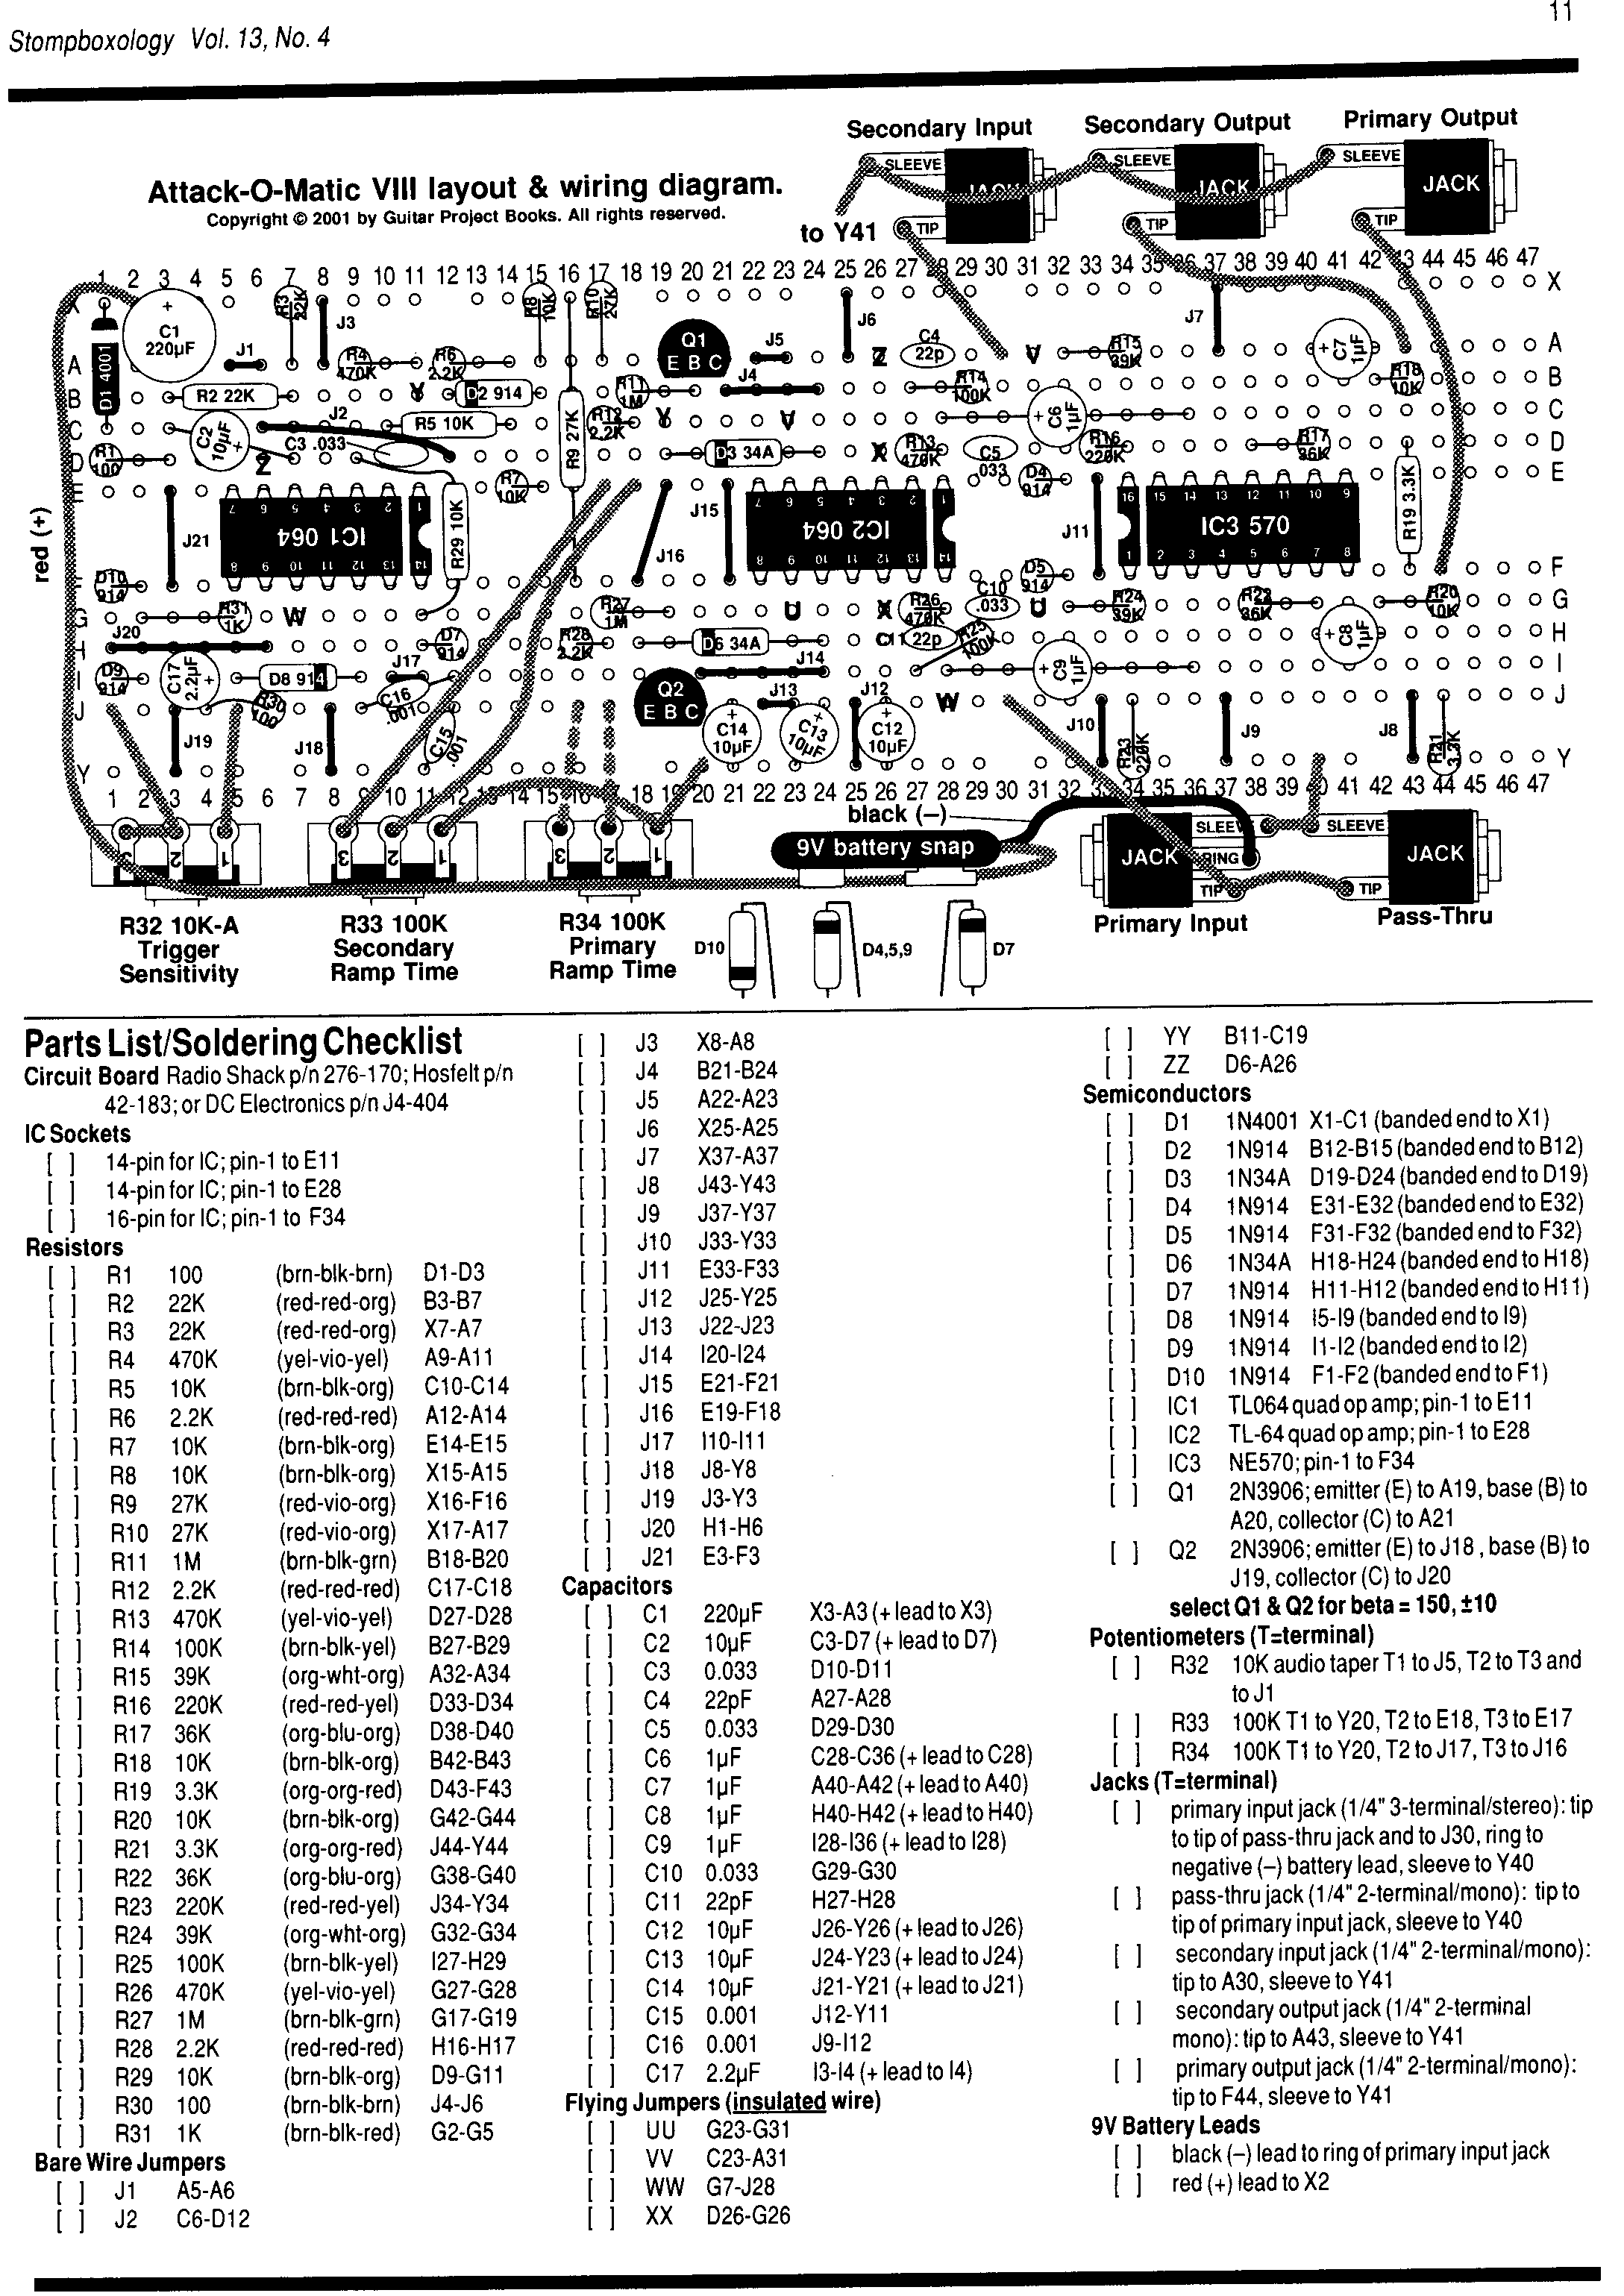 11
Stompboxology Vol. 13, No. 4
Secondary Input
Secondary Output
Primary Output
SLEEVE
SLEEVE
SLEEVE
JACK
JACK
JACK
TIP
TIP
TIP
Attack-O-Matic VIII layout & wiring diagram.
Copyright © 2001 by Guitar Project Books. All rights reserved.
to Y41
1 2 3 4 5 6 7 8 9 10 11 12 13 14 15 16 17 18 19 20 21 22 23 24 25 26 27 28 29 30 31 32 33 34 35 36 37 38 39 40 41 42 43 44 45 46 47
X
A
B
C
D
E
F
G
H
I
J
Y
red (+)
C1 220µF
D1 4001
R3 22K
J3
J1
R4 470K
R6 2.2K
R8 10K
R10 27K
Q1
E B C
J5
J6
C4 22p
R15 39K
J7
C7 1µF
R18 10K
R2 22K
D2 914
R11 1M
J4
R14 100K
C2 10µF
J2
R5 10K
C3 .033
R9 27K
R12 2.2K
C6 1µF
R1 100
D3 34A
R13 470K
C5 .033
R16 220K
R17 36K
R7 10K
D4 914
J21
IC1 064
R29 10K
J16
J15
IC2 064
J11
IC3 570
R19 3.3K
D10 914
R31 1K
R27 1M
R26 470K
C10 .033
D5 914
R24 39K
R22 36K
R20 10K
J20
D7 914
R28 2.2K
D6 34A
C11 22p
R25 100K
C8 1µF
D9 914
C17 2.2µF
D8 914
J17
C16 .001
J14
C9 1µF
R30 100
Q2
E B C
J13
J12
J19
J18
C15 .001
C14 10µF
C13 10µF
C12 10µF
J10
R23 220K
J9
J8
R21 3.3K
1 2 3 4 5 6 7 8 9 10 11 12 13 14 15 16 17 18 19 20 21 22 23 24 25 26 27 28 29 30 31 32 33 34 35 36 37 38 39 40 41 42 43 44 45 46 47
black (–)
9V battery snap
3 2 1
3 2 1
3 2 1
JACK
SLEEVE
RING
TIP
SLEEVE
TIP
JACK
Primary Input
Pass-Thru
R32 10K-A
Trigger
Sensitivity
R33 100K
Secondary
Ramp Time
R34 100K
Primary
Ramp Time
D10
D4,5,9
D7
Parts List/Soldering Checklist
Circuit Board Radio Shack p/n 276-170; Hosfelt p/n
42-183; or DC Electronics p/n J4-404
IC Sockets
[ ] 14-pin for IC; pin-1 to E11
[ ] 14-pin for IC; pin-1 to E28
[ ] 16-pin for IC; pin-1 to F34
Resistors
[ ] R1 100 (brn-blk-brn) D1-D3
[ ] R2 22K (red-red-org) B3-B7
[ ] R3 22K (red-red-org) X7-A7
[ ] R4 470K (yel-vio-yel) A9-A11
[ ] R5 10K (brn-blk-org) C10-C14
[ ] R6 2.2K (red-red-red) A12-A14
[ ] R7 10K (brn-blk-org) E14-E15
[ ] R8 10K (brn-blk-org) X15-A15
[ ] R9 27K (red-vio-org) X16-F16
[ ] R10 27K (red-vio-org) X17-A17
[ ] R11 1M (brn-blk-grn) B18-B20
[ ] R12 2.2K (red-red-red) C17-C18
[ ] R13 470K (yel-vio-yel) D27-D28
[ ] R14 100K (brn-blk-yel) B27-B29
[ ] R15 39K (org-wht-org) A32-A34
[ ] R16 220K (red-red-yel) D33-D34
[ ] R17 36K (org-blu-org) D38-D40
[ ] R18 10K (brn-blk-org) B42-B43
[ ] R19 3.3K (org-org-red) D43-F43
[ ] R20 10K (brn-blk-org) G42-G44
[ ] R21 3.3K (org-org-red) J44-Y44
[ ] R22 36K (org-blu-org) G38-G40
[ ] R23 220K (red-red-yel) J34-Y34
[ ] R24 39K (org-wht-org) G32-G34
[ ] R25 100K (brn-blk-yel) I27-H29
[ ] R26 470K (yel-vio-yel) G27-G28
[ ] R27 1M (brn-blk-grn) G17-G19
[ ] R28 2.2K (red-red-red) H16-H17
[ ] R29 10K (brn-blk-org) D9-G11
[ ] R30 100 (brn-blk-brn) J4-J6
[ ] R31 1K (brn-blk-red) G2-G5
Bare Wire Jumpers
[ ] J1 A5-A6
[ ] J2 C6-D12
[ ] J3 X8-A8
[ ] J4 B21-B24
[ ] J5 A22-A23
[ ] J6 X25-A25
[ ] J7 X37-A37
[ ] J8 J43-Y43
[ ] J9 J37-Y37
[ ] J10 J33-Y33
[ ] J11 E33-F33
[ ] J12 J25-Y25
[ ] J13 J22-J23
[ ] J14 I20-I24
[ ] J15 E21-F21
[ ] J16 E19-F18
[ ] J17 I10-I11
[ ] J18 J8-Y8
[ ] J19 J3-Y3
[ ] J20 H1-H6
[ ] J21 E3-F3
Capacitors
[ ] C1 220µF X3-A3 (+ lead to X3)
[ ] C2 10µF C3-D7 (+ lead to D7)
[ ] C3 0.033 D10-D11
[ ] C4 22pF A27-A28
[ ] C5 0.033 D29-D30
[ ] C6 1µF C28-C36 (+ lead to C28)
[ ] C7 1µF A40-A42 (+ lead to A40)
[ ] C8 1µF H40-H42 (+ lead to H40)
[ ] C9 1µF I28-I36 (+ lead to I28)
[ ] C10 0.033 G29-G30
[ ] C11 22pF H27-H28
[ ] C12 10µF J26-Y26 (+ lead to J26)
[ ] C13 10µF J24-Y23 (+ lead to J24)
[ ] C14 10µF J21-Y21 (+ lead to J21)
[ ] C15 0.001 J12-Y11
[ ] C16 0.001 J9-I12
[ ] C17 2.2µF I3-I4 (+ lead to I4)
Flying Jumpers (insulated wire)
[ ] UU G23-G31
[ ] VV C23-A31
[ ] WW G7-J28
[ ] XX D26-G26
[ ] YY B11-C19
[ ] ZZ D6-A26
Semiconductors
[ ] D1 1N4001 X1-C1 (banded end to X1)
[ ] D2 1N914 B12-B15 (banded end to B12)
[ ] D3 1N34A D19-D24 (banded end to D19)
[ ] D4 1N914 E31-E32 (banded end to E32)
[ ] D5 1N914 F31-F32 (banded end to F32)
[ ] D6 1N34A H18-H24 (banded end to H18)
[ ] D7 1N914 H11-H12 (banded end to H11)
[ ] D8 1N914 I5-I9 (banded end to I9)
[ ] D9 1N914 I1-I2 (banded end to I2)
[ ] D10 1N914 F1-F2 (banded end to F1)
[ ] IC1 TL064 quad op amp; pin-1 to E11
[ ] IC2 TL-64 quad op amp; pin-1 to E28
[ ] IC3 NE570; pin-1 to F34
[ ] Q1 2N3906; emitter (E) to A19, base (B) to
A20, collector (C) to A21
[ ] Q2 2N3906; emitter (E) to J18 , base (B) to
J19, collector (C) to J20
select Q1 & Q2 for beta = 150, ±10
Potentiometers (T=terminal)
[ ] R32 10K audio taper T1 to J5, T2 to T3 and
to J1
[ ] R33 100K T1 to Y20, T2 to E18, T3 to E17
[ ] R34 100K T1 to Y20, T2 to J17, T3 to J16
Jacks (T=terminal)
[ ] primary input jack (1/4" 3-terminal/stereo): tip
to tip of pass-thru jack and to J30, ring to
negative (–) battery lead, sleeve to Y40
[ ] pass-thru jack (1/4" 2-terminal/mono): tip to
tip of primary input jack, sleeve to Y40
[ ] secondary input jack (1/4" 2-terminal/mono):
tip to A30, sleeve to Y41
[ ] secondary output jack (1/4" 2-terminal
mono): tip to A43, sleeve to Y41
[ ] primary output jack (1/4" 2-terminal/mono):
tip to F44, sleeve to Y41
9V Battery Leads
[ ] black (–) lead to ring of primary input jack
[ ] red (+) lead to X2